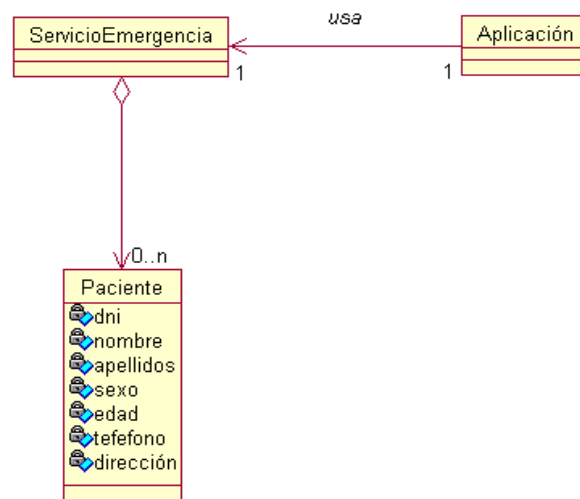 usa
ServicioEmergencia
Aplicación
1
1
0..n
Paciente
dni
nombre
apellidos
sexo
edad
tefefono
dirección